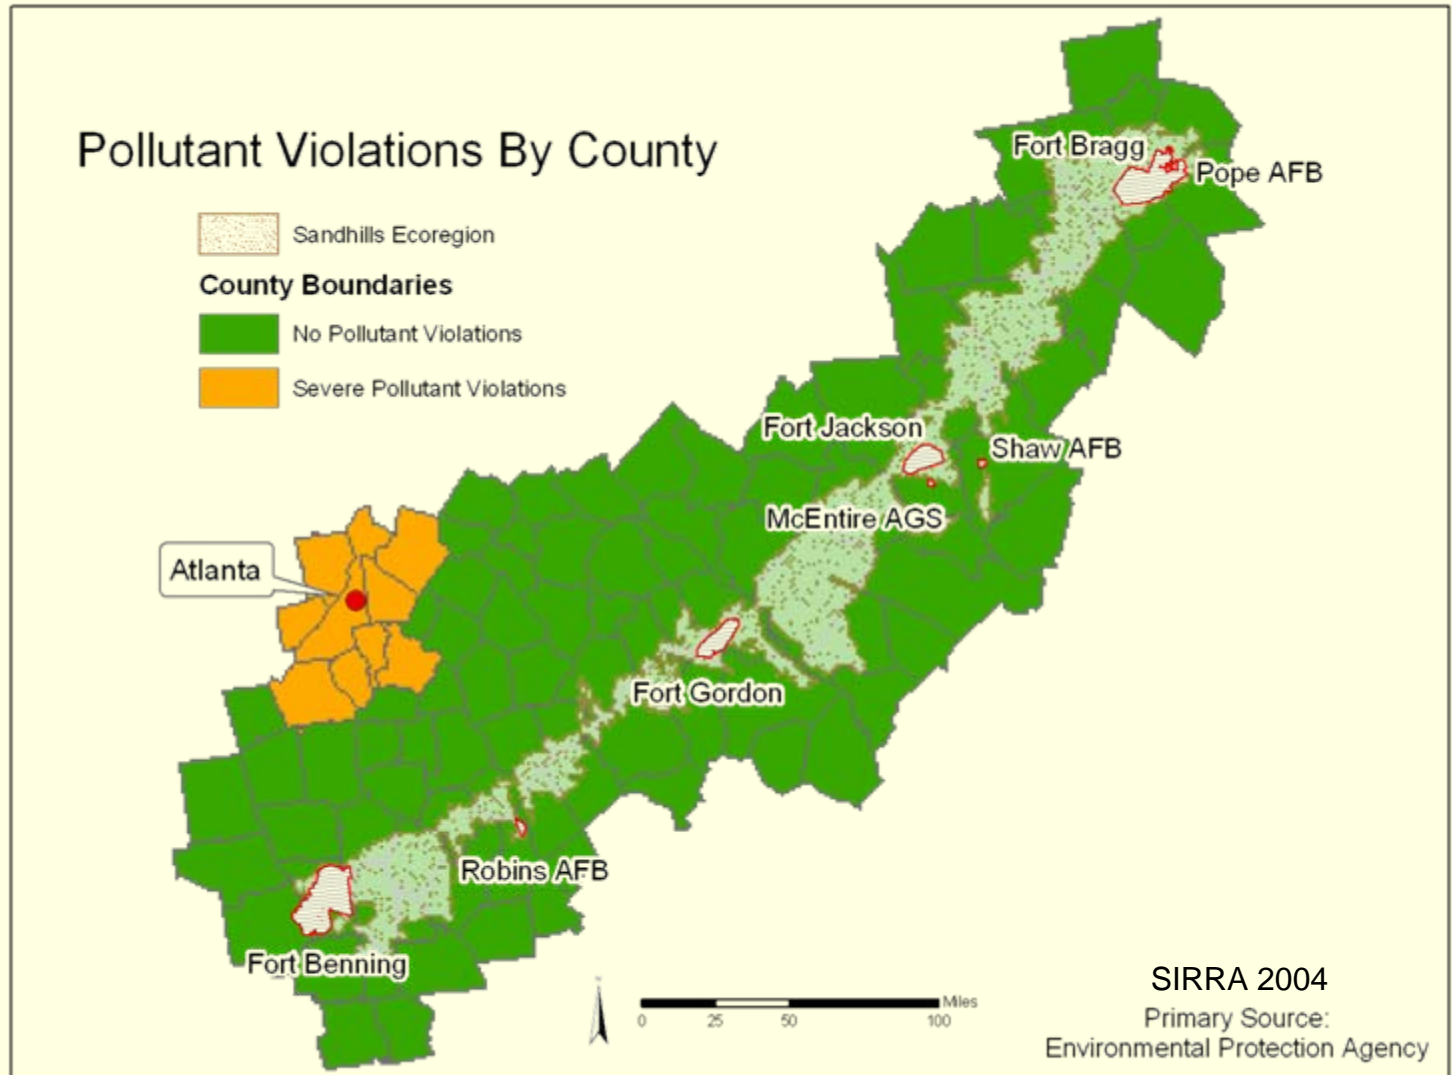 Pollutant Violations By County
Sandhills Ecoregion
County Boundaries
No Pollutant Violations
Severe Pollutant Violations
Fort Bragg
Pope AFB
Fort Jackson
Shaw AFB
McEntire AGS
Atlanta
Fort Gordon
Robins AFB
Fort Benning
Miles
0 25 50 100
SIRRA 2004
Primary Source:
Environmental Protection Agency